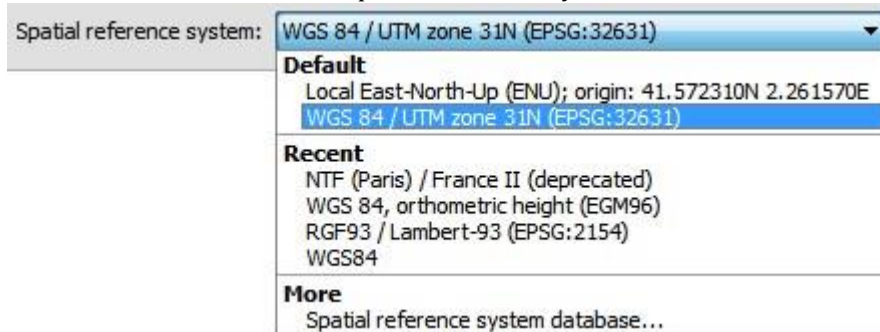 Spatial reference system: WGS 84 / UTM zone 31N (EPSG:32631)
Default
Local East-North-Up (ENU); origin: 41.572310N 2.261570E
WGS 84 / UTM zone 31N (EPSG:32631)
Recent
NTF (Paris) / France II (deprecated)
WGS 84, orthometric height (EGM96)
RGF93 / Lambert-93 (EPSG:2154)
WGS84
More
Spatial reference system database...